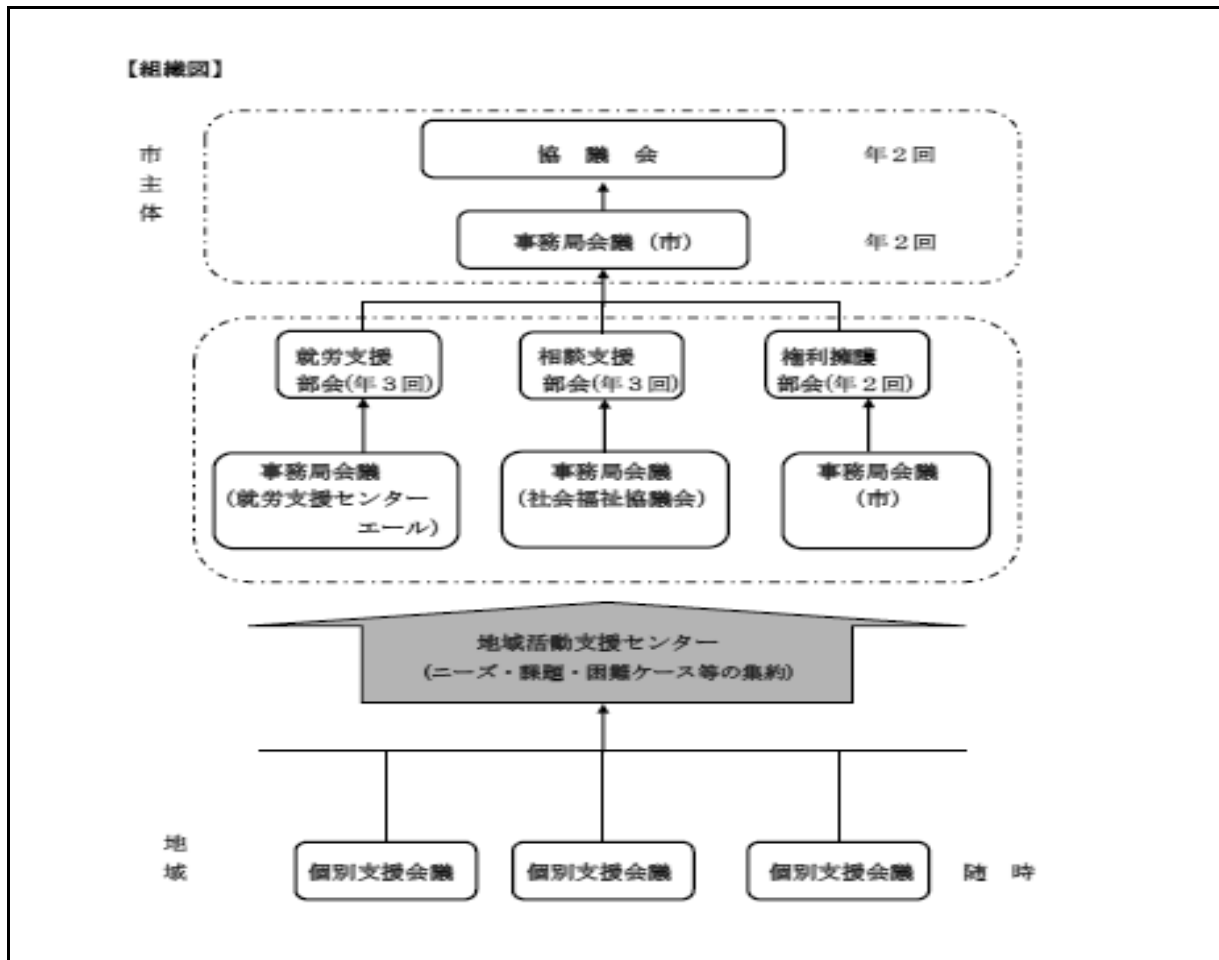 【組織図】
市主体
協議会
年２回
事務局会議（市）
年２回
就労支援
部会(年３回)
相談支援
部会(年３回)
権利擁護
部会(年２回)
事務局会議
(就労支援センター
エール)
事務局会議
(社会福祉協議会)
事務局会議
(市)
地域活動支援センター
(ニーズ・課題・困難ケース等の集約)
地域
個別支援会議
個別支援会議
個別支援会議
随時